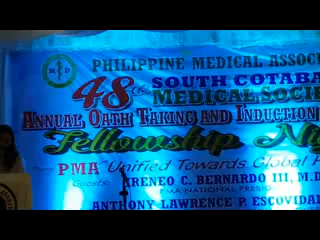 PHILIPPINE MEDICAL ASSOC
48th SOUTH COTABA
MEDICAL SOCIE
ANNUAL OATH TAKING AND INDUCTION
Fellowship Ni
PMA "Unified Towards Global
Guests: IRENEO C. BERNARDO III, M.D
PMA NATIONAL PRESID
ANTHONY LAWRENCE P. ESCOVIDA